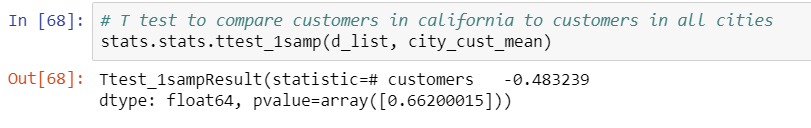 In [68]: # T test to compare customers in california to customers in all cities
stats.stats.ttest_1samp(d_list, city_cust_mean)
Out[68]: Ttest_1sampResult(statistic=# customers   -0.483239
dtype: float64, pvalue=array([0.66200015]))